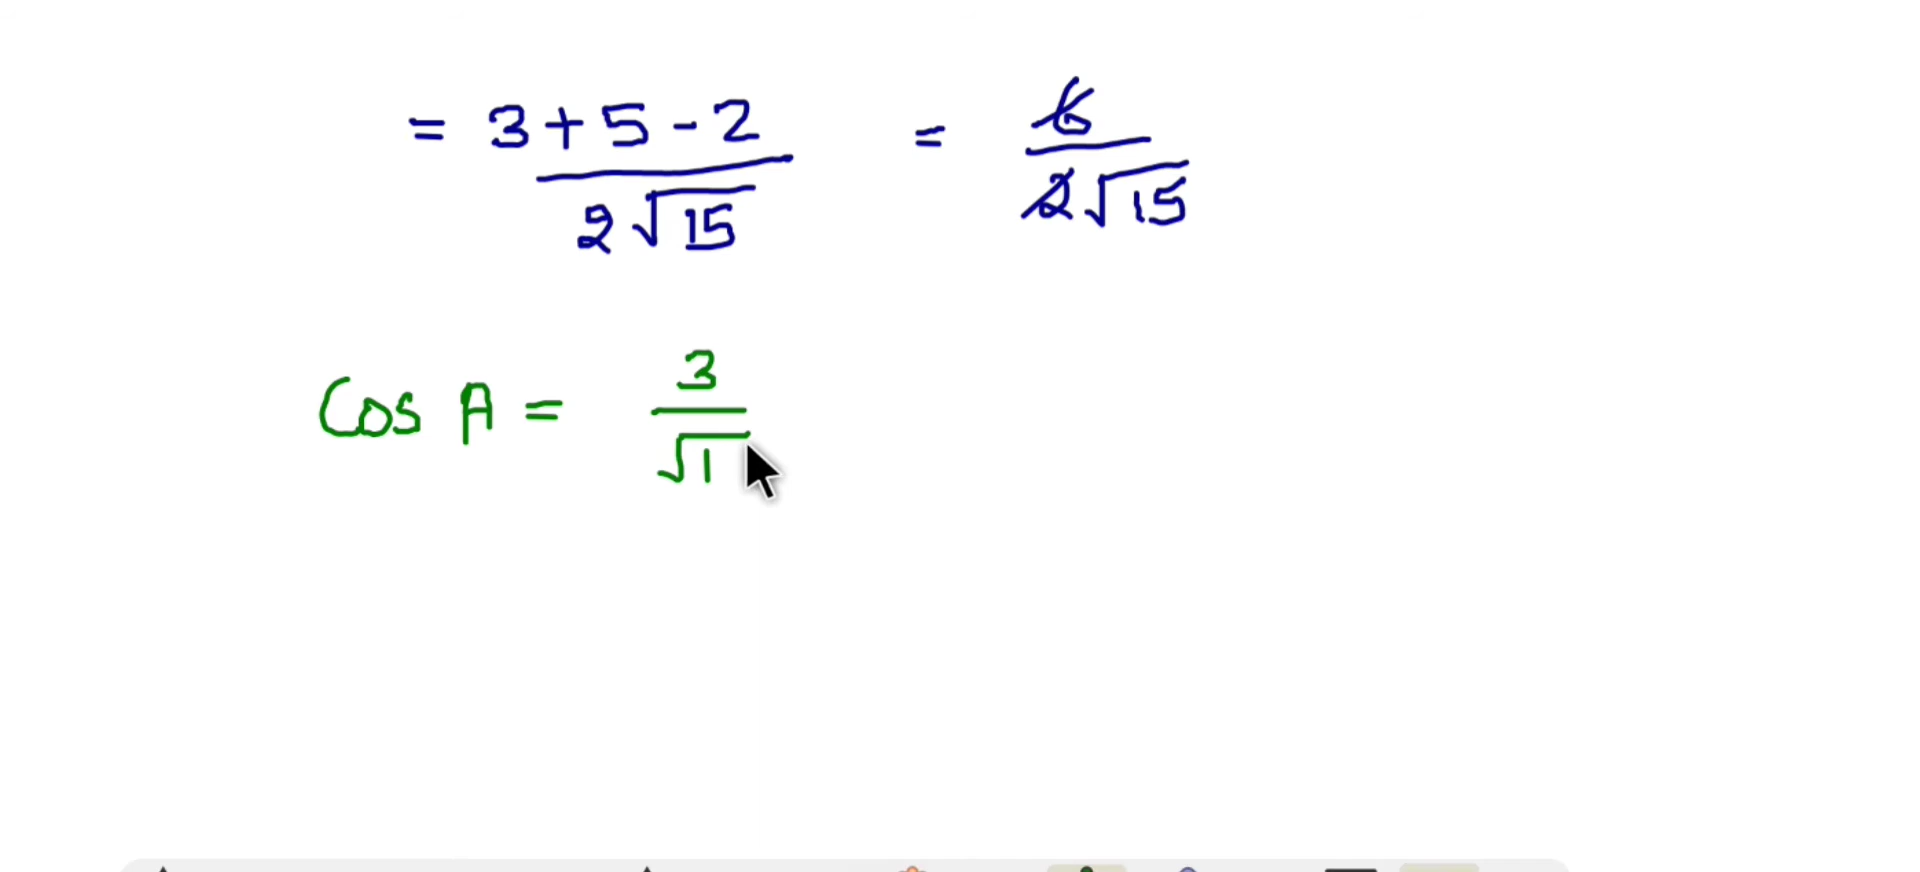 = 3+5-2 / 2√15 = 6 / 2√15
Cos A = 3 / √1